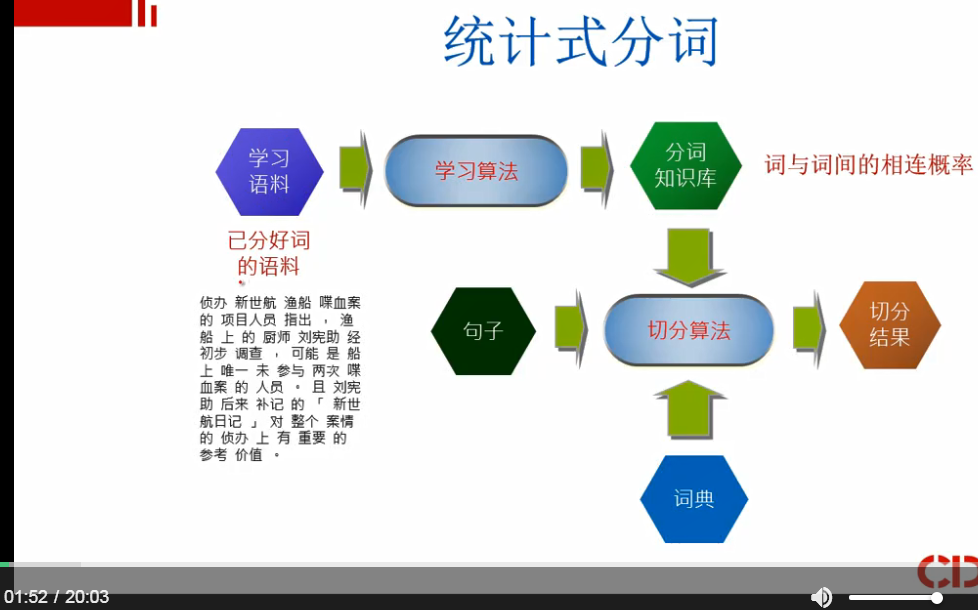 统计式分词
学习
语料
学习算法
分词
知识库
词与词间的相连概率
已分好词
的语料
侦办 新世航 渔船 喋血案
的 项目人员 指出 , 渔
船 上 的 厨师 刘宪助 经
初步 调查 , 可能 是 船
上 唯一 未 参与 两次 喋
血案 的 人员 。 且 刘宪
助 后来 补记 的 「 新世
航日记 」 对 整个 案情
的 侦办 上 有 重要 的
参考 价值 。
句子
切分算法
切分
结果
词典
01:52 / 20:03